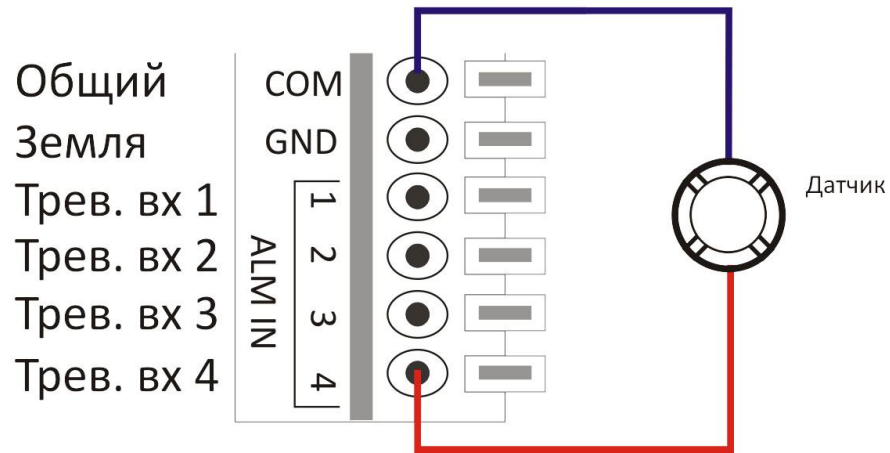 Общий COM
Земля GND
Трев. вх 1 1
Трев. вх 2 2
Трев. вх 3 3
Трев. вх 4 4
ALM IN
Датчик